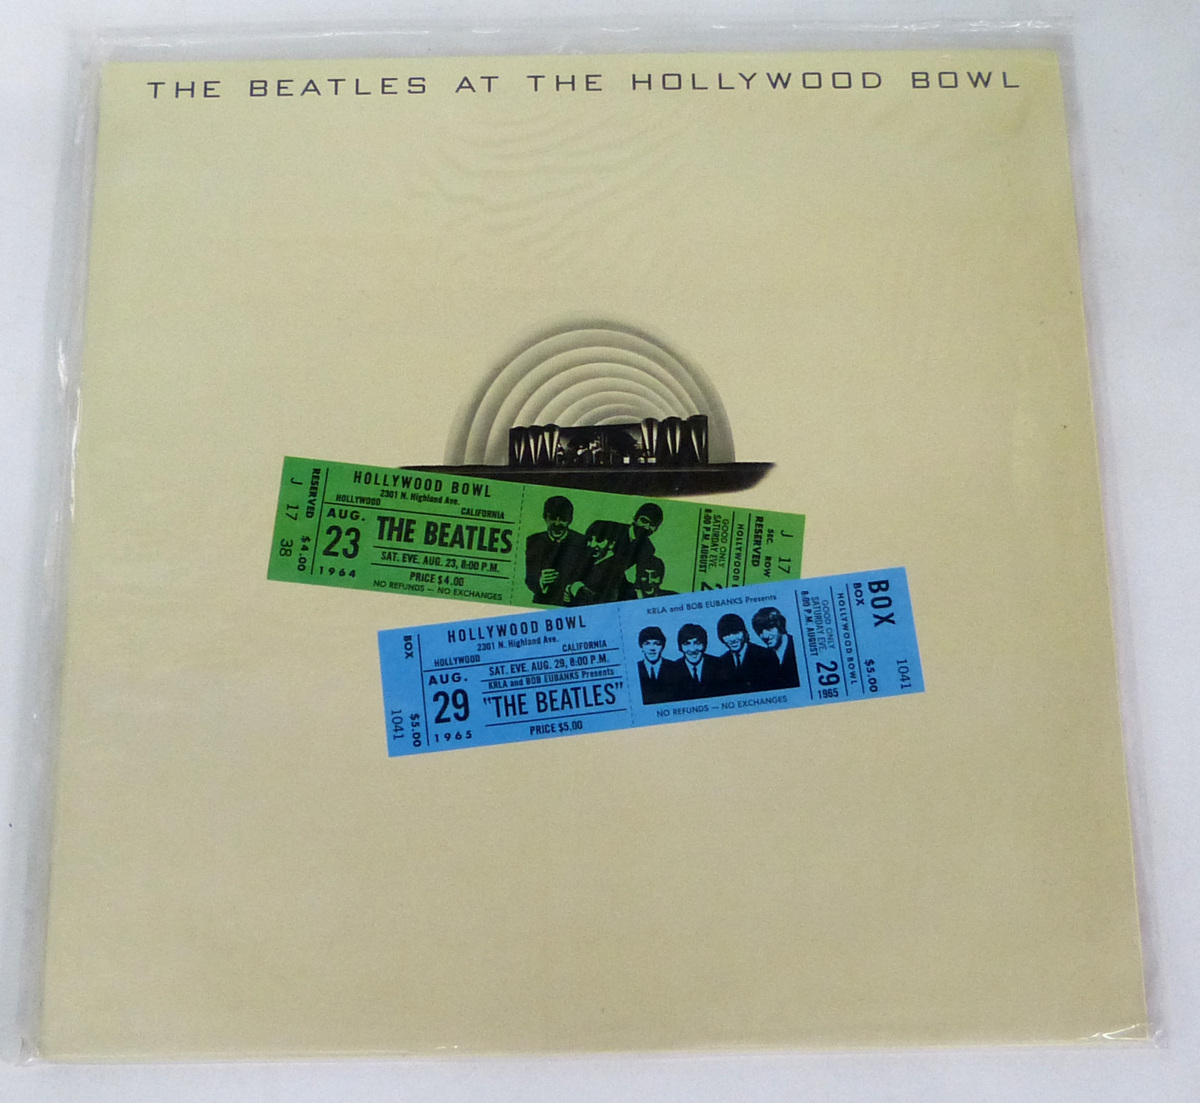 THE BEATLES AT THE HOLLYWOOD BOWL
RESERVED
J 17 38
$4.00
HOLLYWOOD BOWL
2301 N. Highland Ave.
HOLLYWOOD CALIFORNIA
AUG.
23
1964
THE BEATLES
SAT. EVE. AUG. 23, 8:00 P.M.
PRICE $4.00
NO REFUNDS — NO EXCHANGES
GOOD ONLY
SATURDAY EVE.
8:00 P.M. AUGUST
2
HOLLYWOOD
RESERVED
SEC. ROW
J 17
BOX
1041
$5.00
HOLLYWOOD BOWL
2301 N. Highland Ave.
HOLLYWOOD CALIFORNIA
AUG.
29
1965
SAT. EVE. AUG. 29, 8:00 P.M.
KRLA and BOB EUBANKS Presents
"THE BEATLES"
PRICE $5.00
KRLA and BOB EUBANKS Presents
NO REFUNDS — NO EXCHANGES
GOOD ONLY
SATURDAY EVE.
8:00 P.M. AUGUST
29
1965
HOLLYWOOD BOWL
BOX
$5.00
BOX
1041